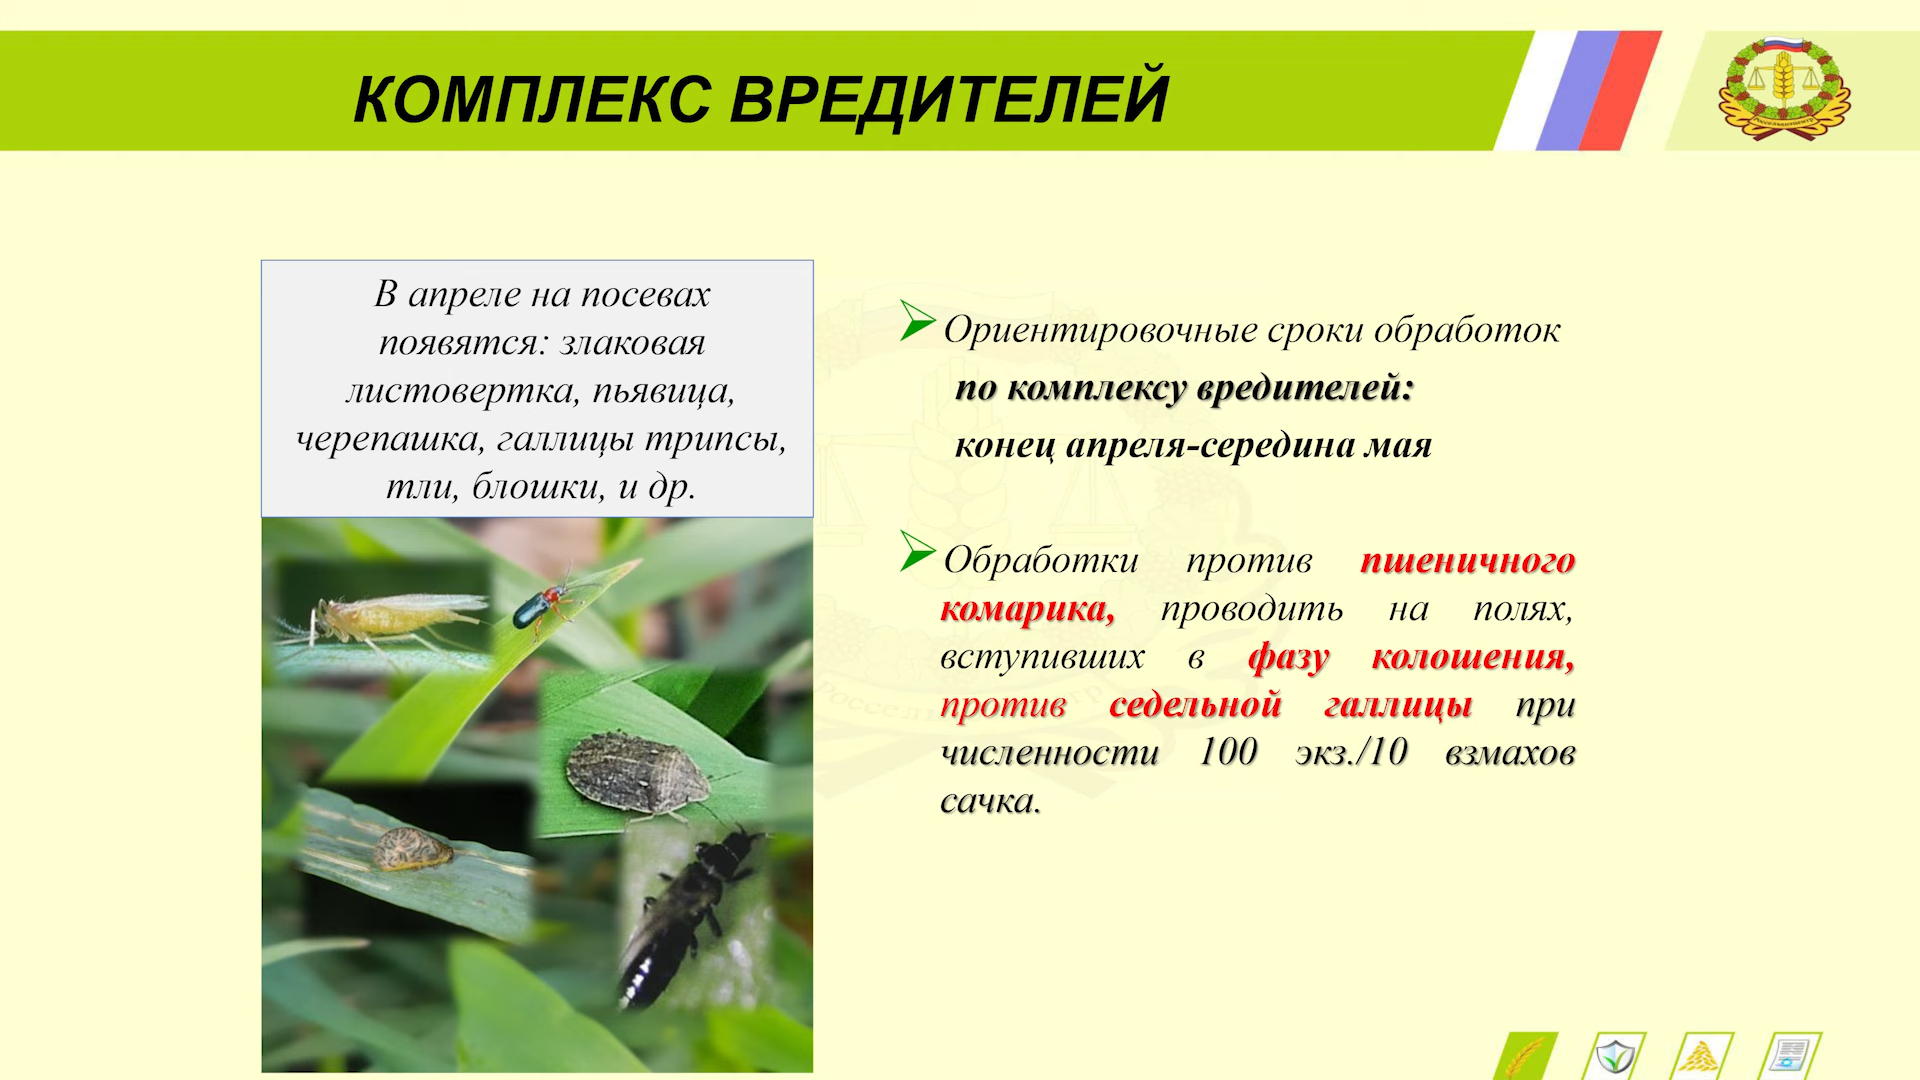 КОМПЛЕКС ВРЕДИТЕЛЕЙ
В апреле на посевах
появятся: злаковая
листовертка, пьявица,
черепашка, галлицы трипсы,
тли, блошки, и др.
Ориентировочные сроки обработок
по комплексу вредителей:
конец апреля-середина мая
Обработки против пшеничного
комарика, проводить на полях,
вступивших в фазу колошения,
против седельной галлицы при
численности 100 экз./10 взмахов
сачка.